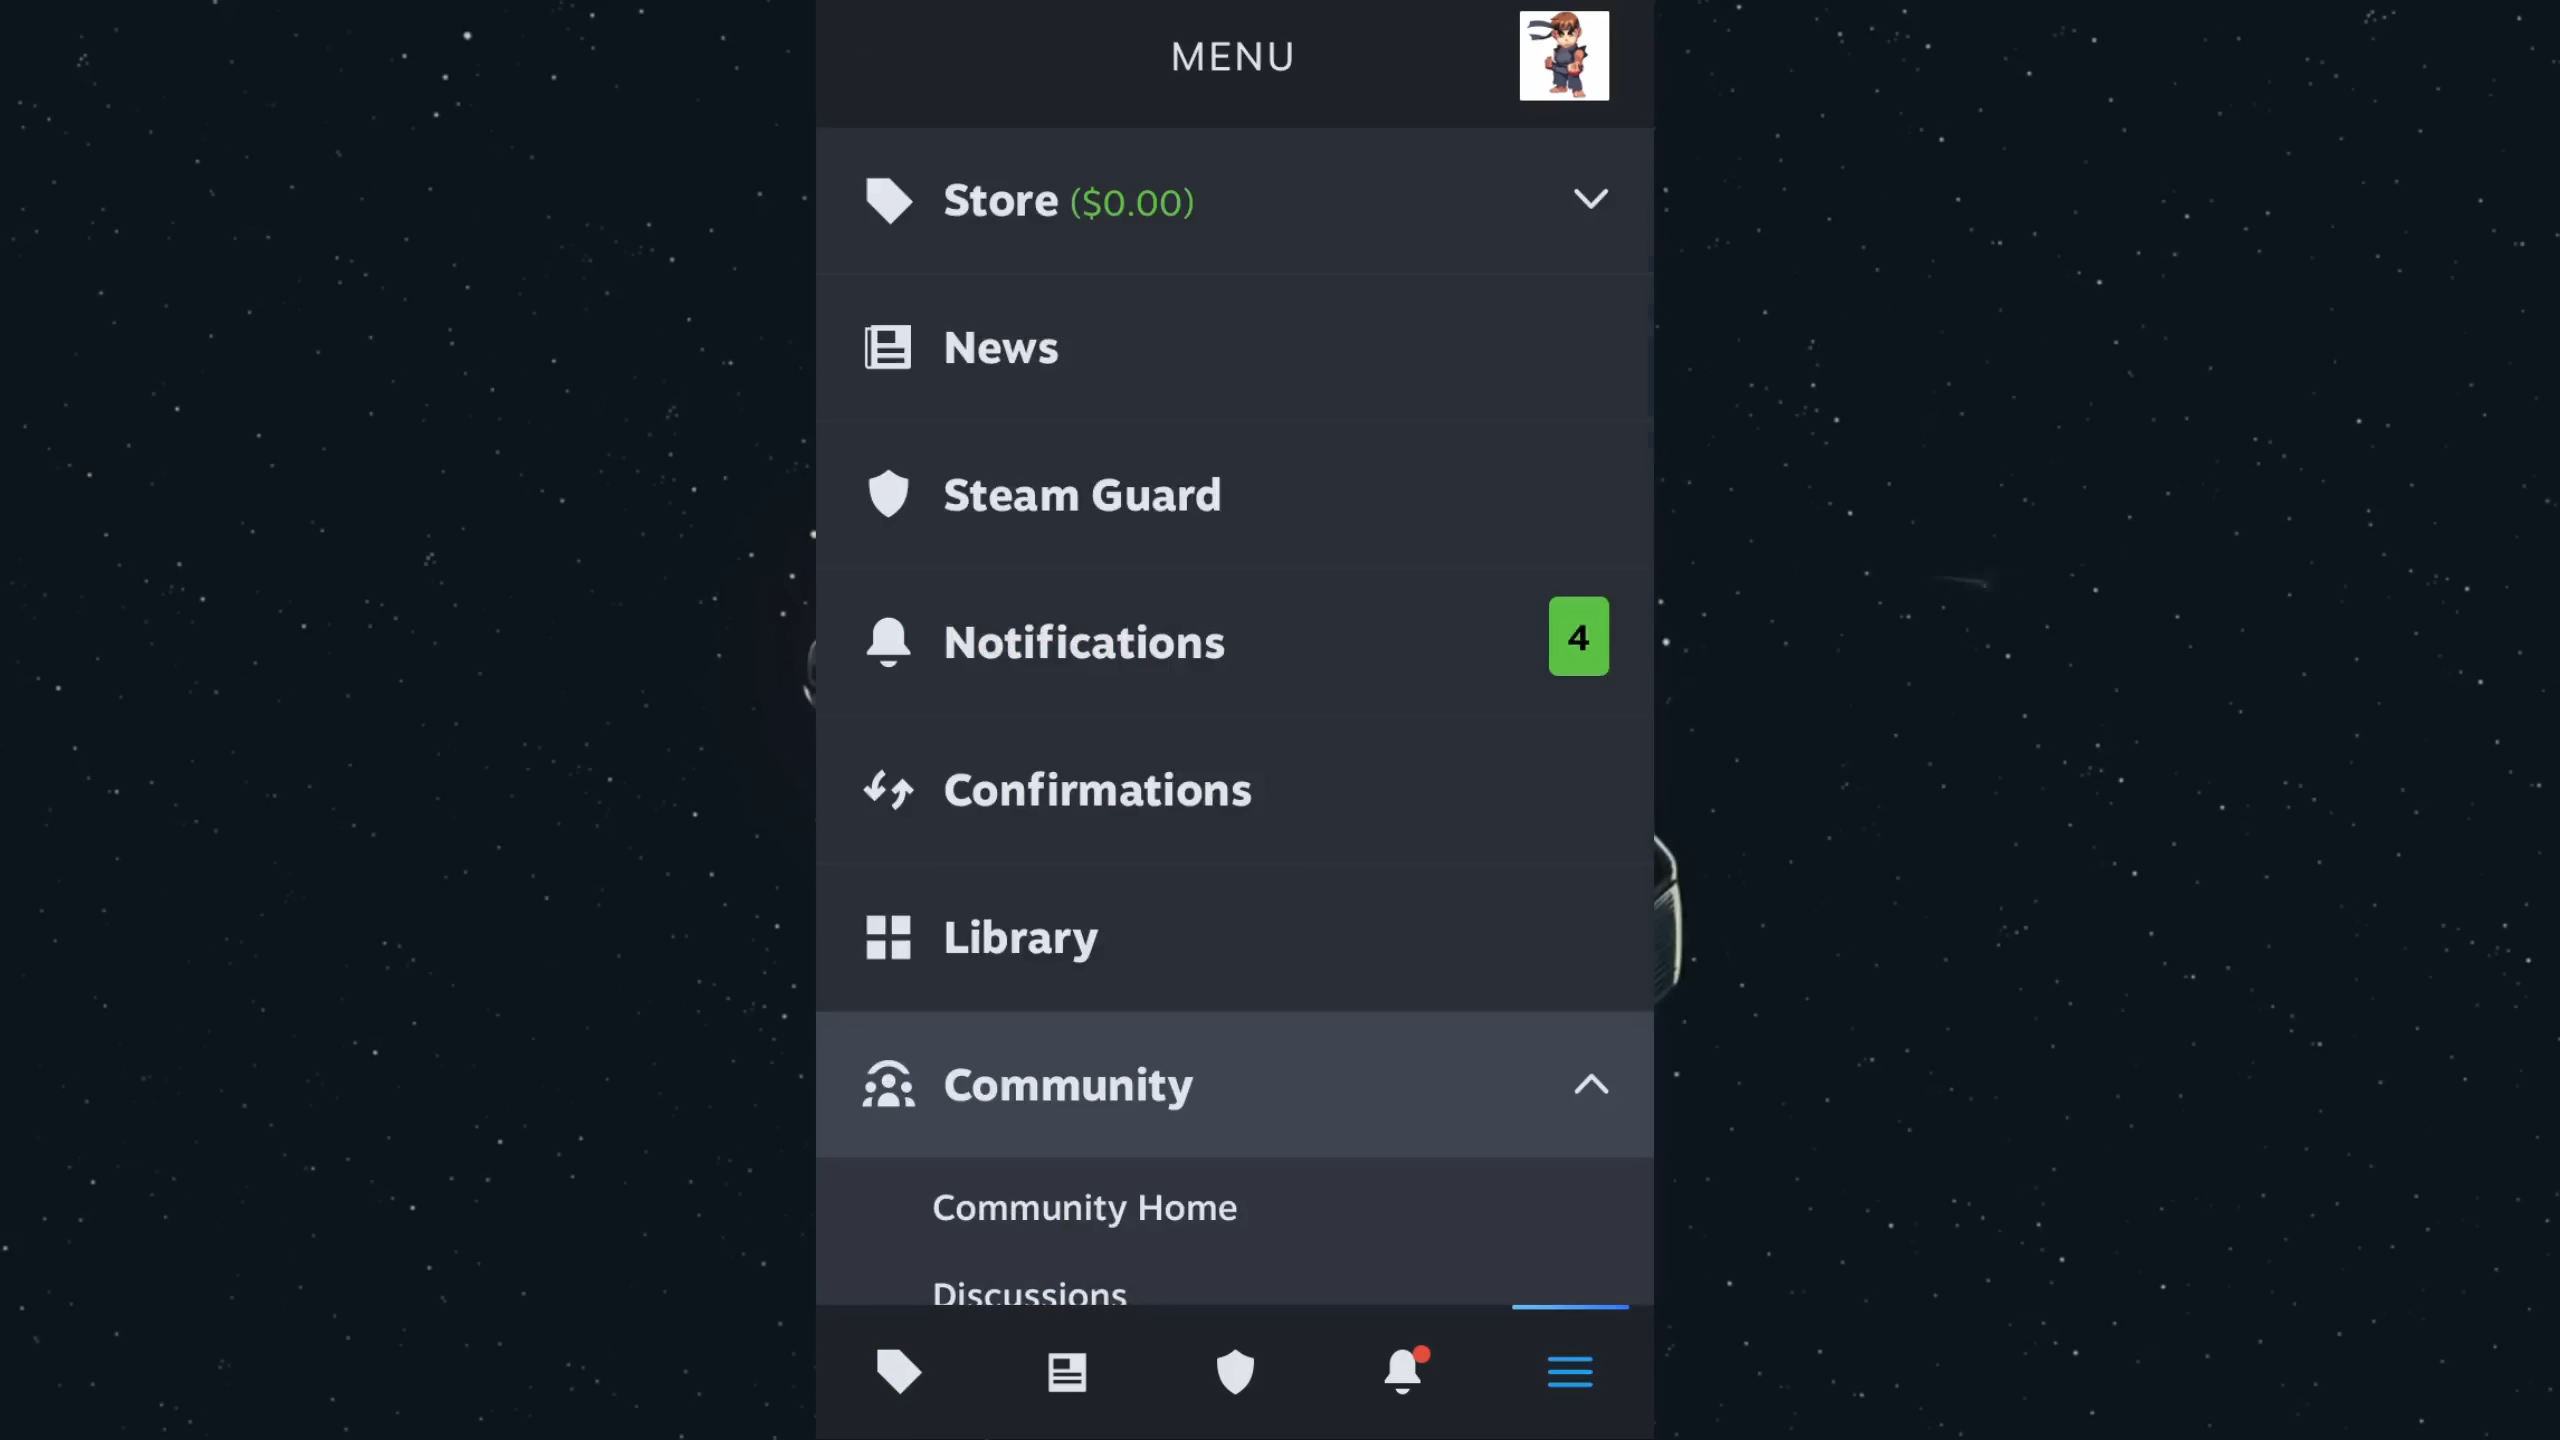 MENU
Store ($0.00)
News
Steam Guard
Notifications
4
Confirmations
Library
Community
Community Home
Discussions